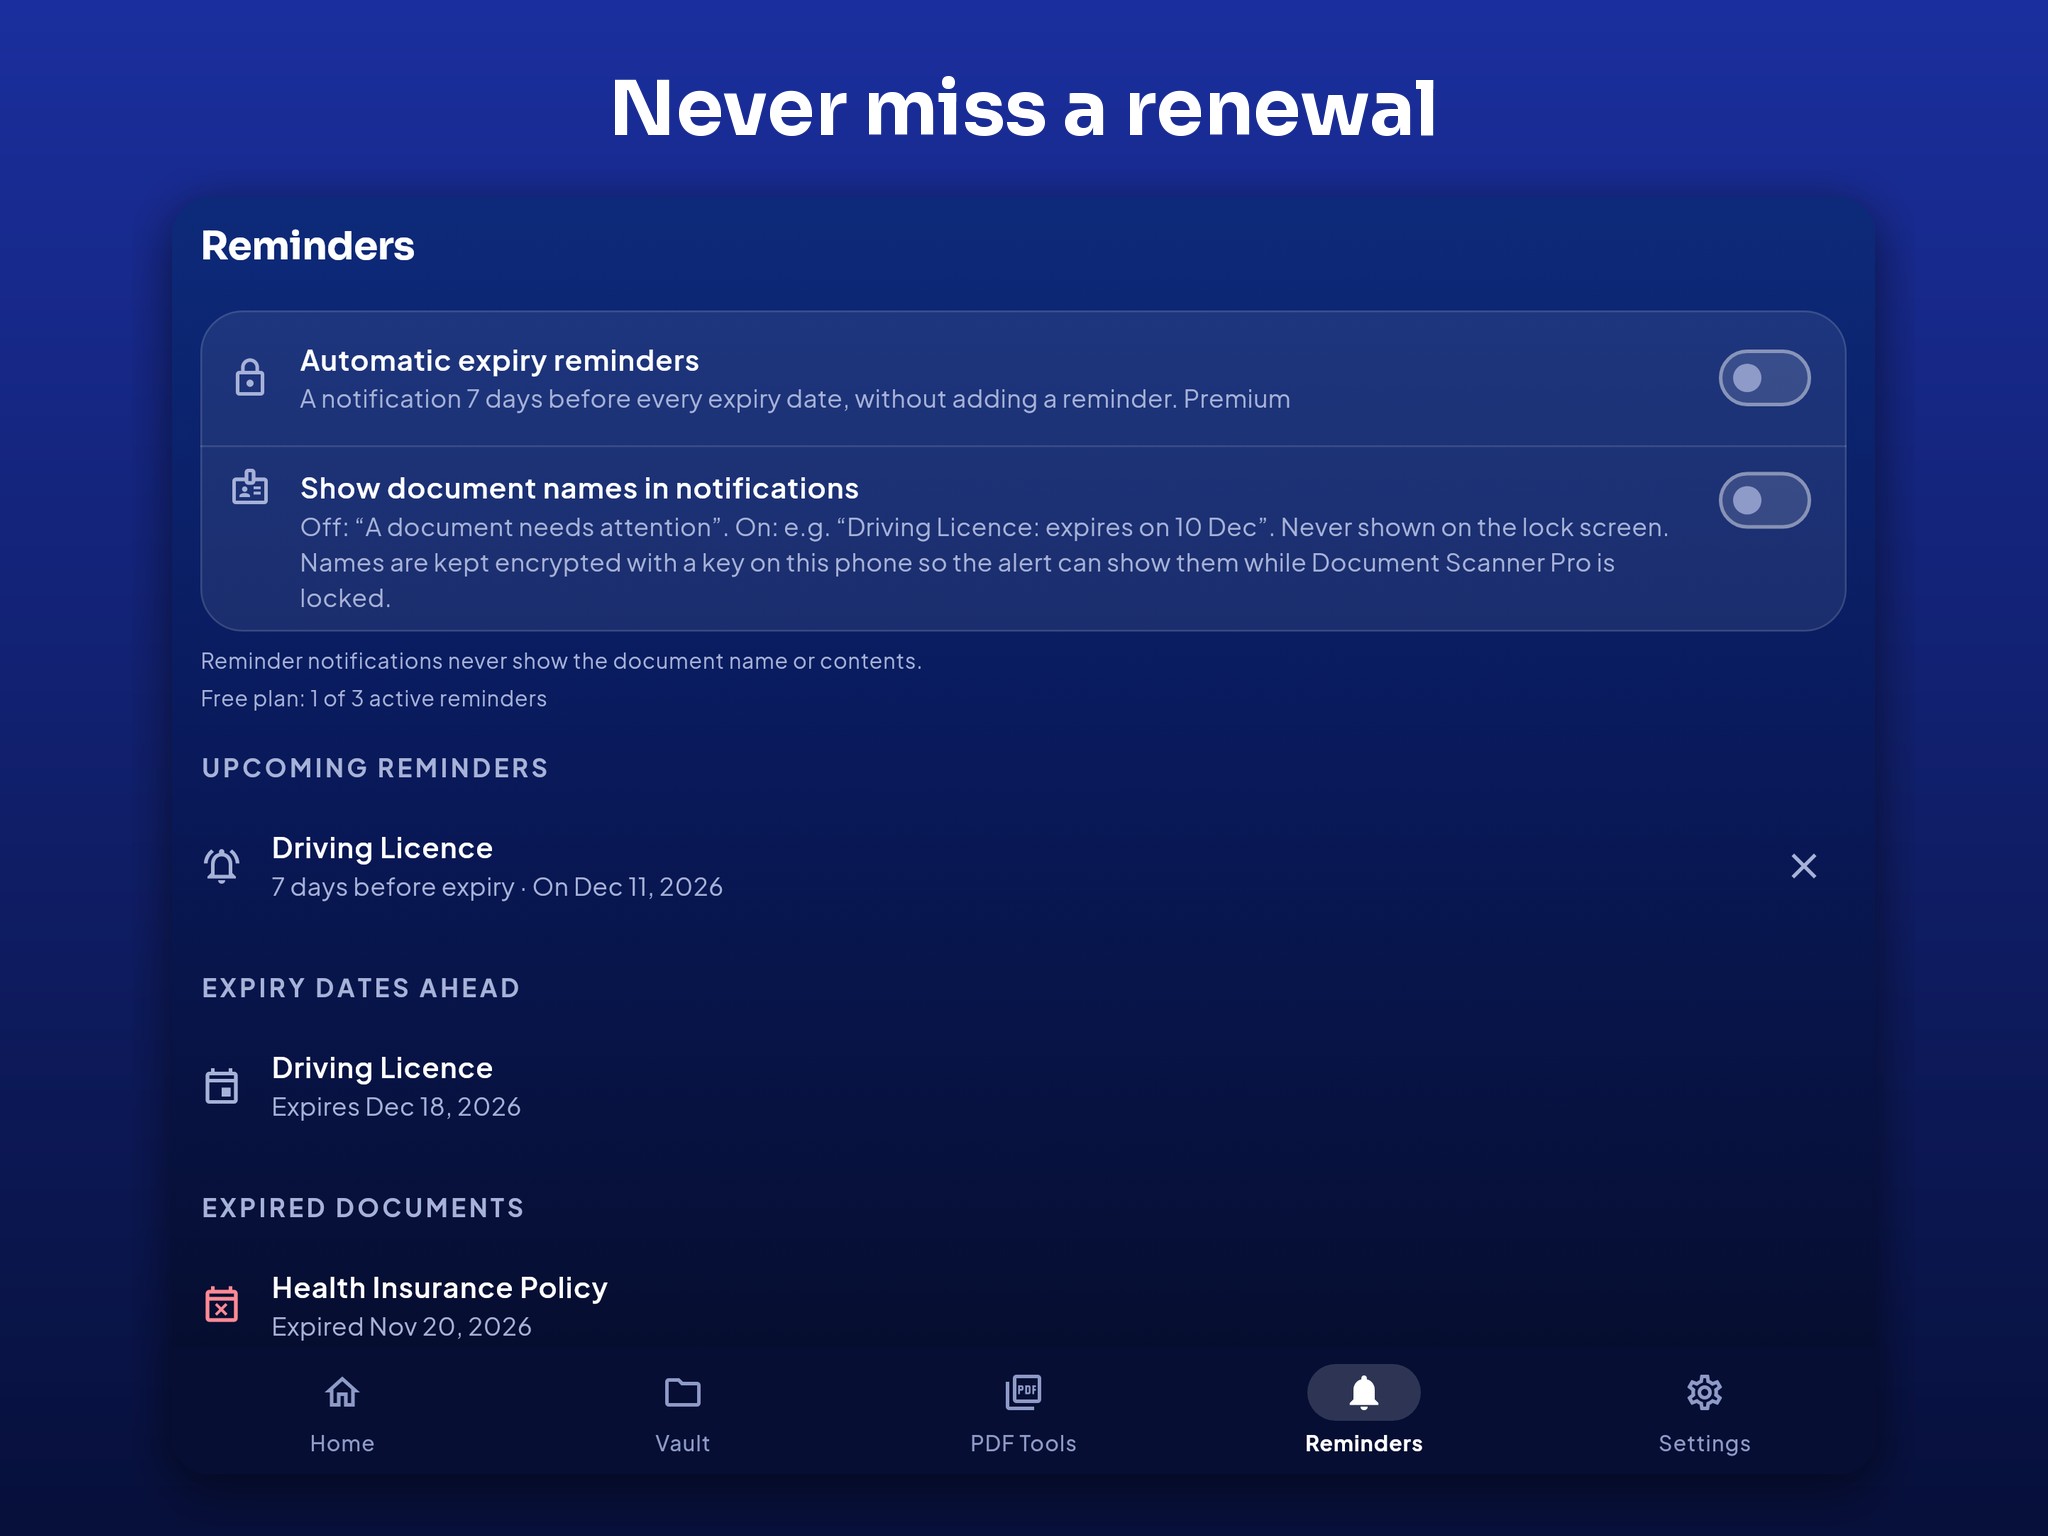 Never miss a renewal
Reminders
Automatic expiry reminders
A notification 7 days before every expiry date, without adding a reminder. Premium
Show document names in notifications
Off: “A document needs attention”. On: e.g. “Driving Licence: expires on 10 Dec”. Never shown on the lock screen.
Names are kept encrypted with a key on this phone so the alert can show them while Document Scanner Pro is
locked.
Reminder notifications never show the document name or contents.
Free plan: 1 of 3 active reminders
UPCOMING REMINDERS
Driving Licence
7 days before expiry · On Dec 11, 2026
EXPIRY DATES AHEAD
Driving Licence
Expires Dec 18, 2026
EXPIRED DOCUMENTS
Health Insurance Policy
Expired Nov 20, 2026
PDF
Home
Vault
PDF Tools
Reminders
Settings